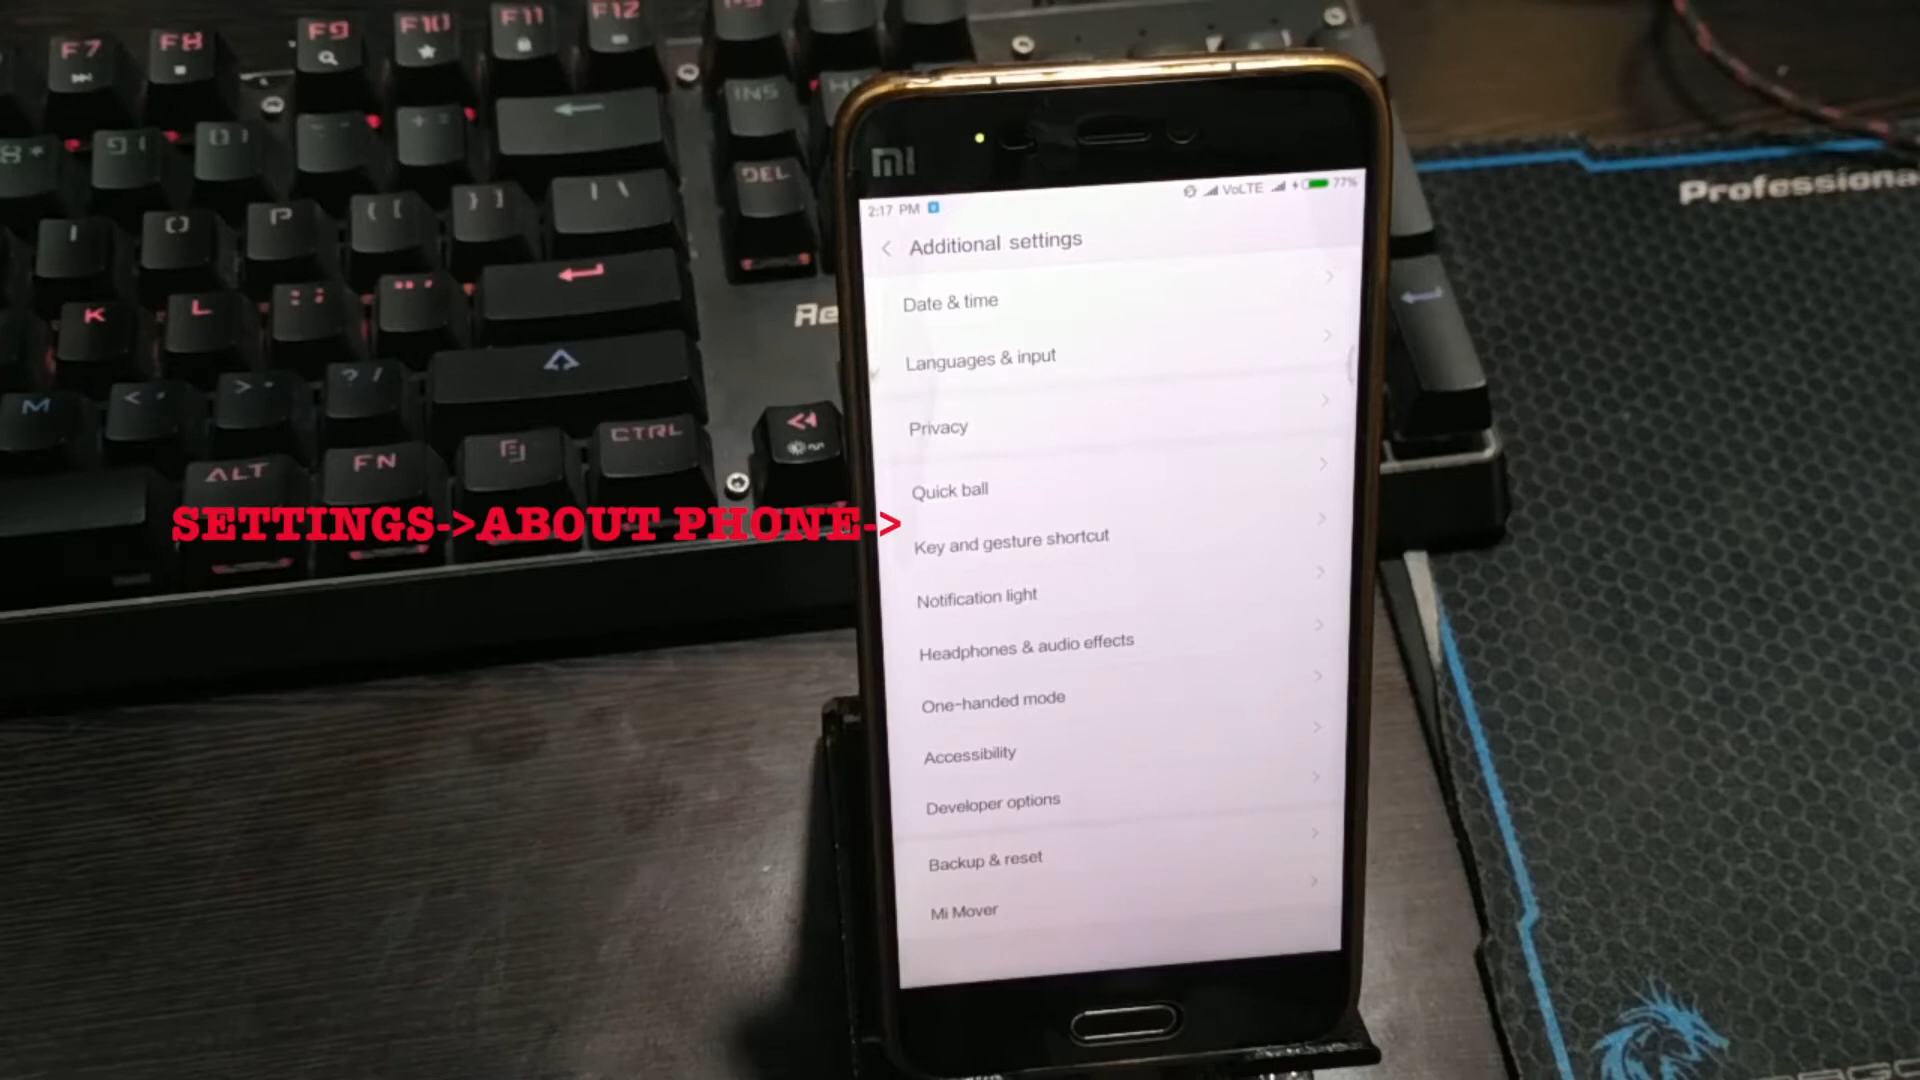 F7
F8
F9
F10
F11
F12
INS
DEL
P
K
L
M
ALT
FN
CTRL
Professiona
mi
2:17 PM
VoLTE
77%
Additional settings
Date & time
Languages & input
Privacy
Quick ball
Key and gesture shortcut
Notification light
Headphones & audio effects
One-handed mode
Accessibility
Developer options
Backup & reset
Mi Mover
SETTINGS->ABOUT PHONE->
Re